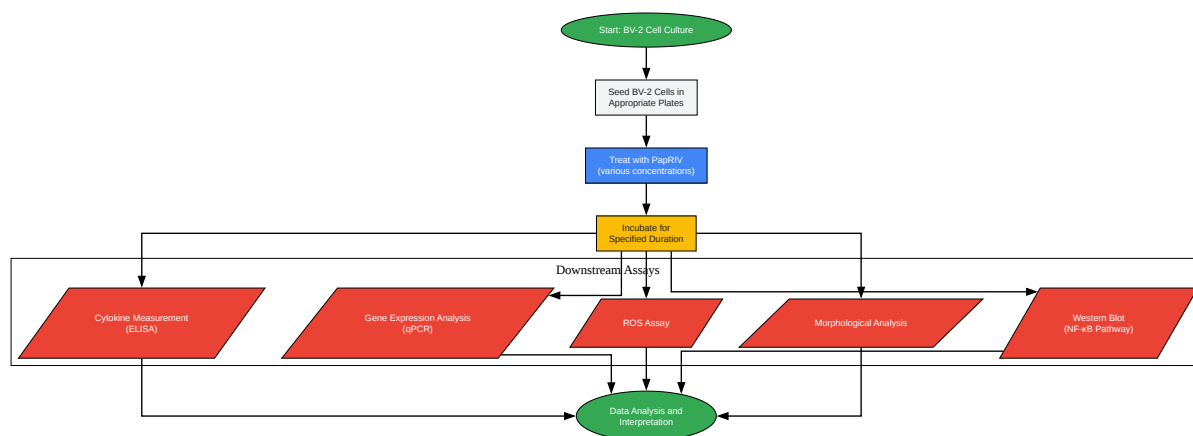 Start: BV-2 Cell Culture
Seed BV-2 Cells in
Appropriate Plates
Treat with PapRIV
(various concentrations)
Incubate for
Specified Duration
Downstream Assays
Cytokine Measurement
(ELISA)
Gene Expression Analysis
(qPCR)
ROS Assay
Morphological Analysis
Western Blot
(NF-κB Pathway)
Data Analysis and
Interpretation